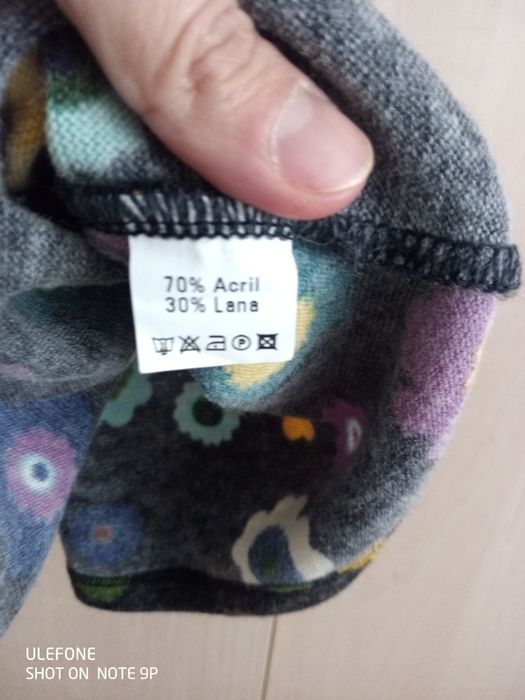 70% Acril
30% Lana
P
ULEFONE
SHOT ON NOTE 9P